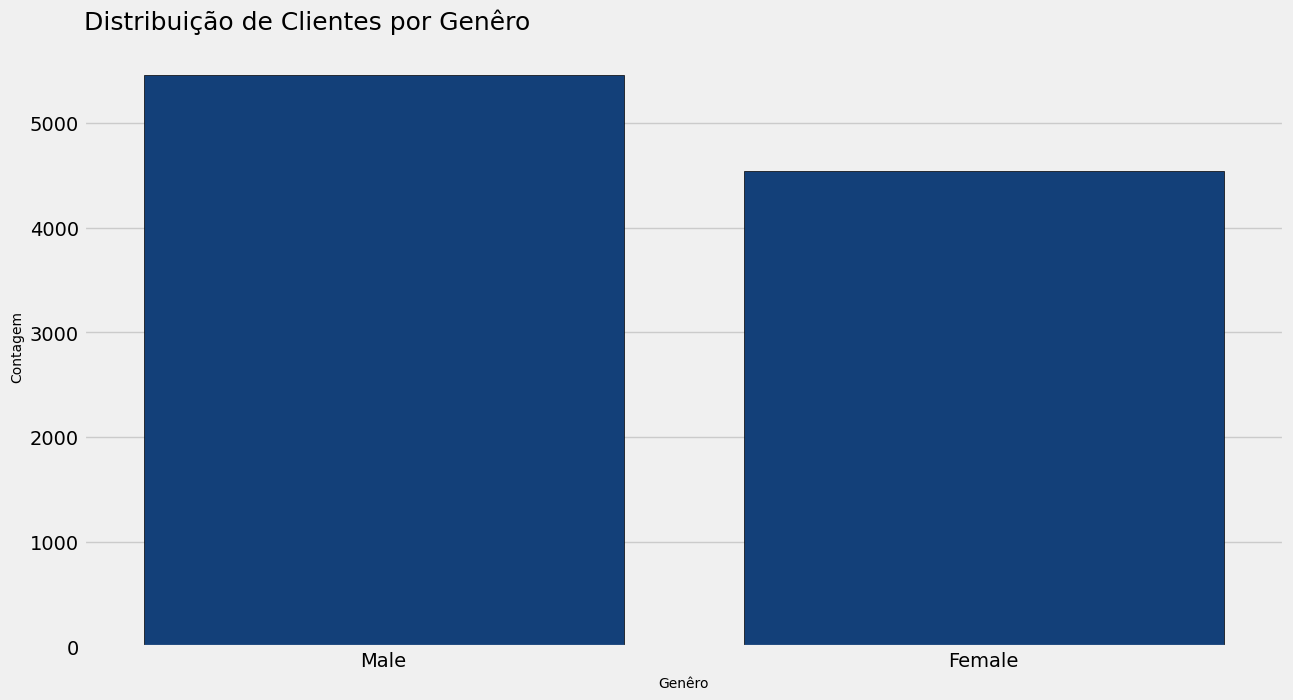 Distribuição de Clientes por Genêro
5000
4000
3000
2000
1000
0
Contagem
Male
Female
Genêro